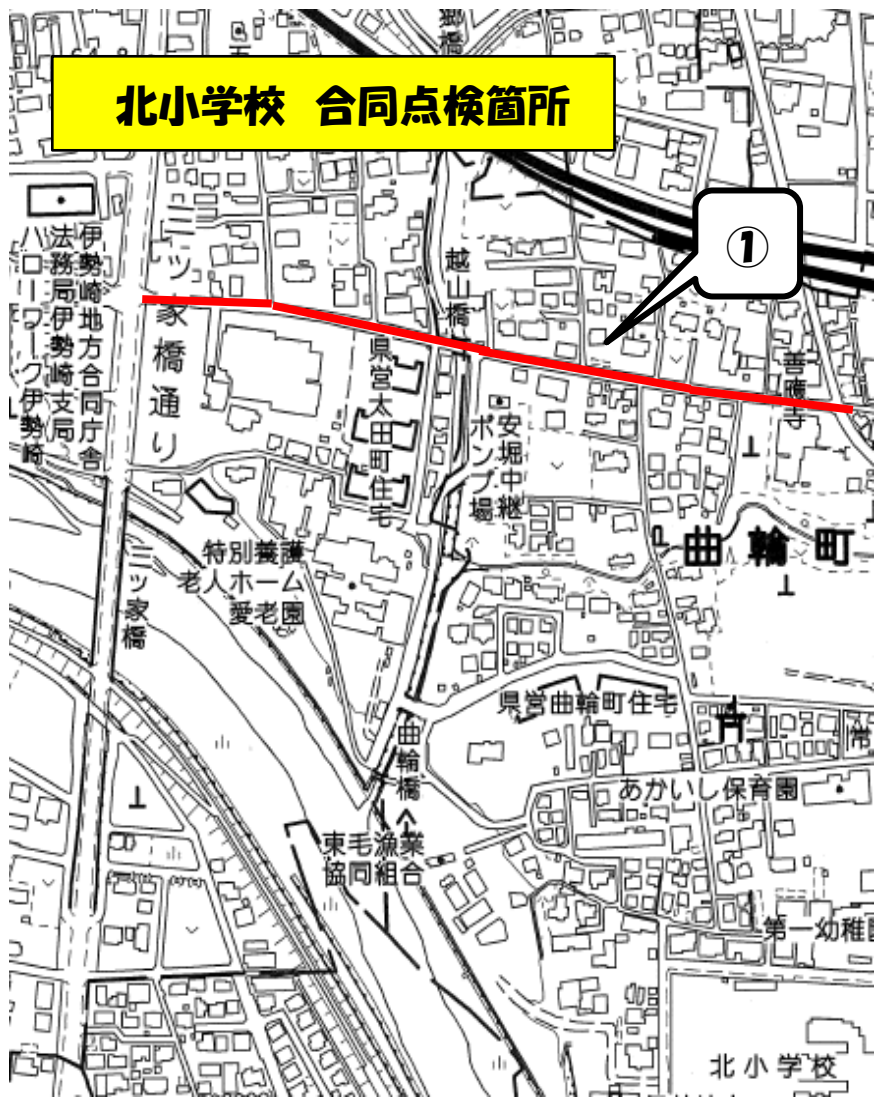 北小学校 合同点検箇所
①
伊勢崎地方合同庁舎
法務局伊勢崎支局
ハローワーク伊勢崎
三ッ家橋通り
越山橋
県営太田町住宅
安堀中継
ポンプ場
善應寺
曲輪町
三ッ家橋
特別養護
老人ホーム
愛老園
県営曲輪町住宅
曲輪橋
常
あかいし保育園
東毛漁業
協同組合
第一幼稚園
北小学校